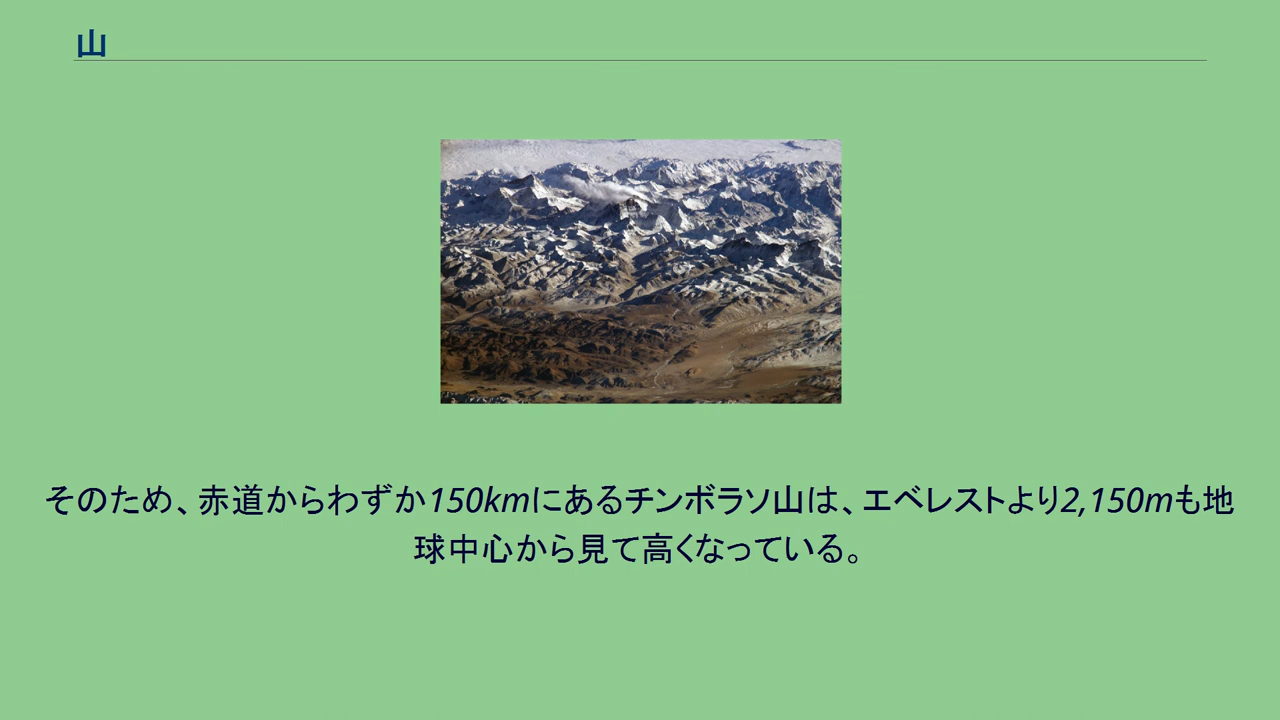 山
そのため、赤道からわずか150kmにあるチンボラソ山は、エベレストより2,150mも地
球中心から見て高くなっている。